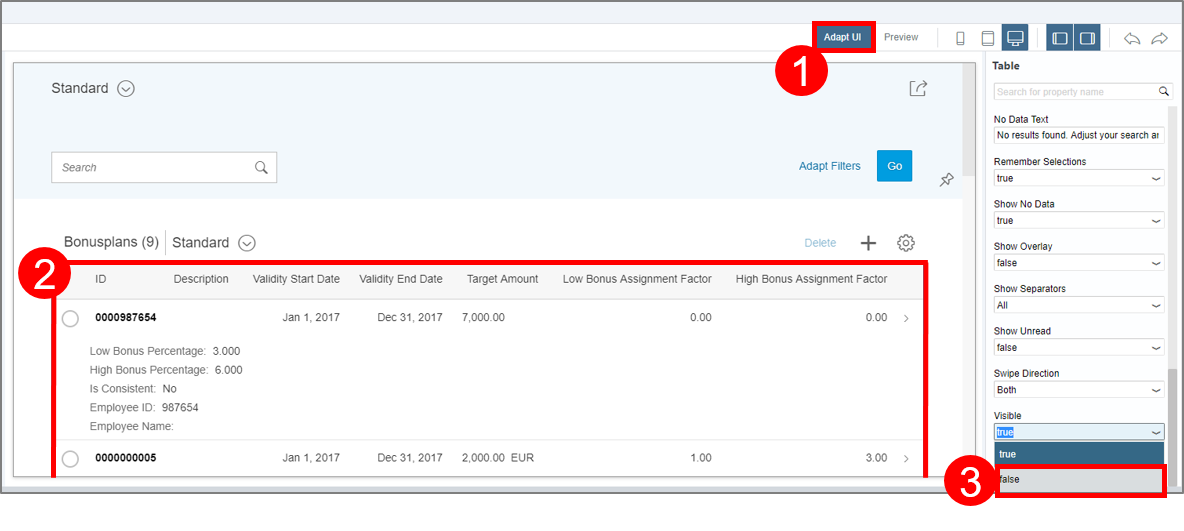 Adapt UI Preview
1
Table
Standard
Search for property name
No Data Text
No results found. Adjust your search ar
Search
Adapt Filters Go
Remember Selections
true
Show No Data
true
Bonusplans (9) Standard
Delete
Show Overlay
false
2
ID Description Validity Start Date Validity End Date Target Amount Low Bonus Assignment Factor High Bonus Assignment Factor
Show Separators
All
0000987654 Jan 1, 2017 Dec 31, 2017 7,000.00 0.00 0.00
Show Unread
false
Low Bonus Percentage: 3.000
High Bonus Percentage: 6.000
Is Consistent: No
Employee ID: 987654
Employee Name:
Swipe Direction
Both
Visible
true
true
0000000005 Jan 1, 2017 Dec 31, 2017 2,000.00 EUR 1.00 3.00
3
false